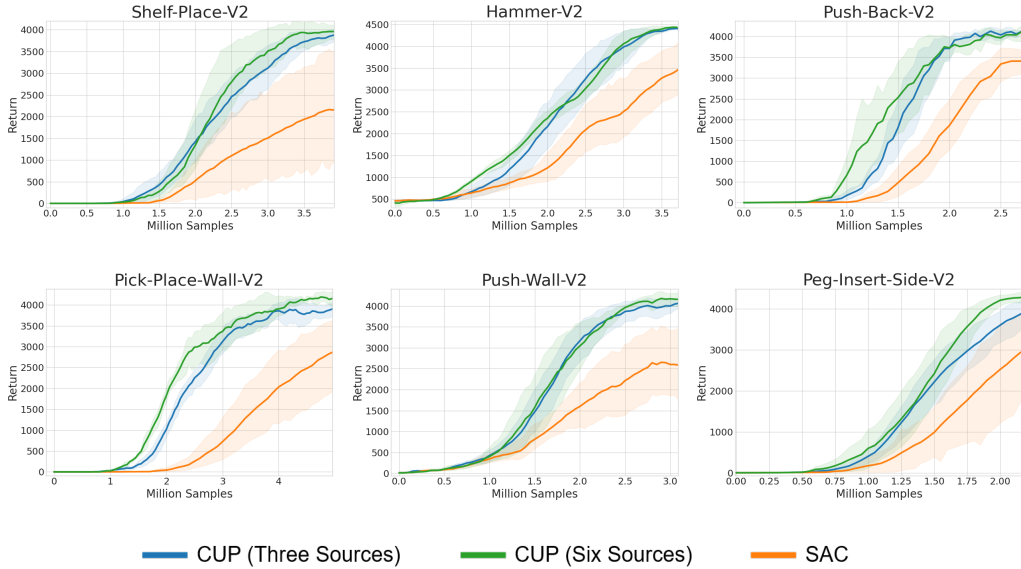 Shelf-Place-V2
Hammer-V2
Push-Back-V2
Return
4000
3500
3000
2500
2000
1500
1000
500
0
0.0 0.5 1.0 1.5 2.0 2.5 3.0 3.5
Million Samples
Return
4500
4000
3500
3000
2500
2000
1500
1000
500
0.0 0.5 1.0 1.5 2.0 2.5 3.0 3.5
Million Samples
Return
4000
3500
3000
2500
2000
1500
1000
500
0
0.0 0.5 1.0 1.5 2.0 2.5
Million Samples
Pick-Place-Wall-V2
Push-Wall-V2
Peg-Insert-Side-V2
Return
4000
3500
3000
2500
2000
1500
1000
500
0
0 1 2 3 4
Million Samples
Return
4000
3500
3000
2500
2000
1500
1000
500
0
0.0 0.5 1.0 1.5 2.0 2.5 3.0
Million Samples
Return
4000
3000
2000
1000
0
0.00 0.25 0.50 0.75 1.00 1.25 1.50 1.75 2.00
Million Samples
CUP (Three Sources)
CUP (Six Sources)
SAC